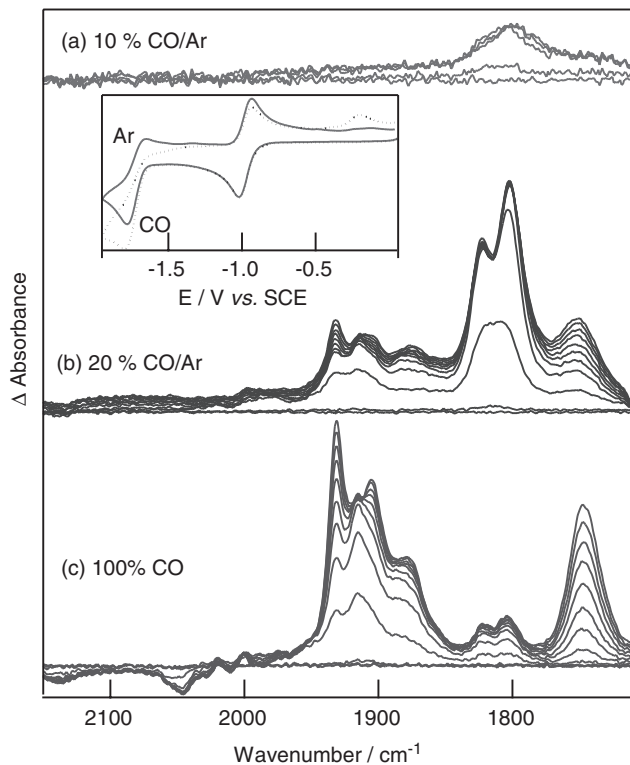 (a) 10 % CO/Ar
Ar
CO
-1.5 -1.0 -0.5
E / V vs. SCE
Δ Absorbance
(b) 20 % CO/Ar
(c) 100% CO
2100 2000 1900 1800
Wavenumber / cm⁻¹